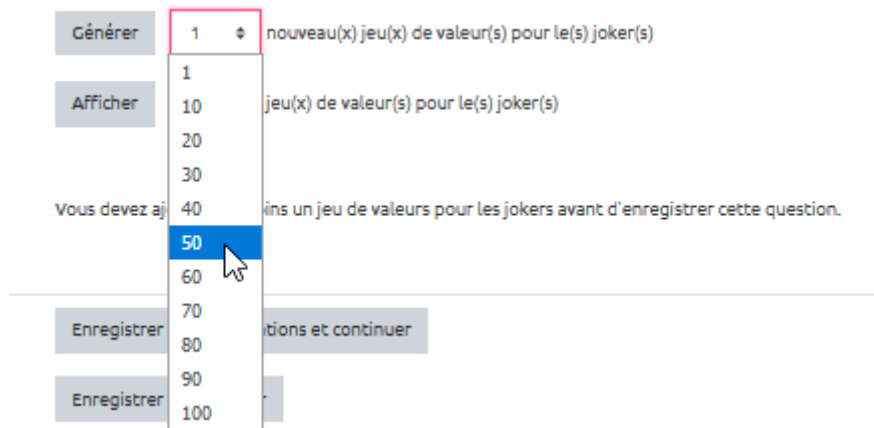 Générer 1 nouveau(x) jeu(x) de valeur(s) pour le(s) joker(s)
1
Afficher 10 jeu(x) de valeur(s) pour le(s) joker(s)
20
30
Vous devez aj 40 ins un jeu de valeurs pour les jokers avant d'enregistrer cette question.
50
60
70
Enregistrer tions et continuer
80
90
Enregistrer
100